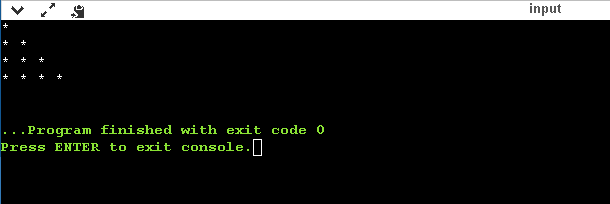 input
*
* *
* * *
* * * *
...Program finished with exit code 0
Press ENTER to exit console.